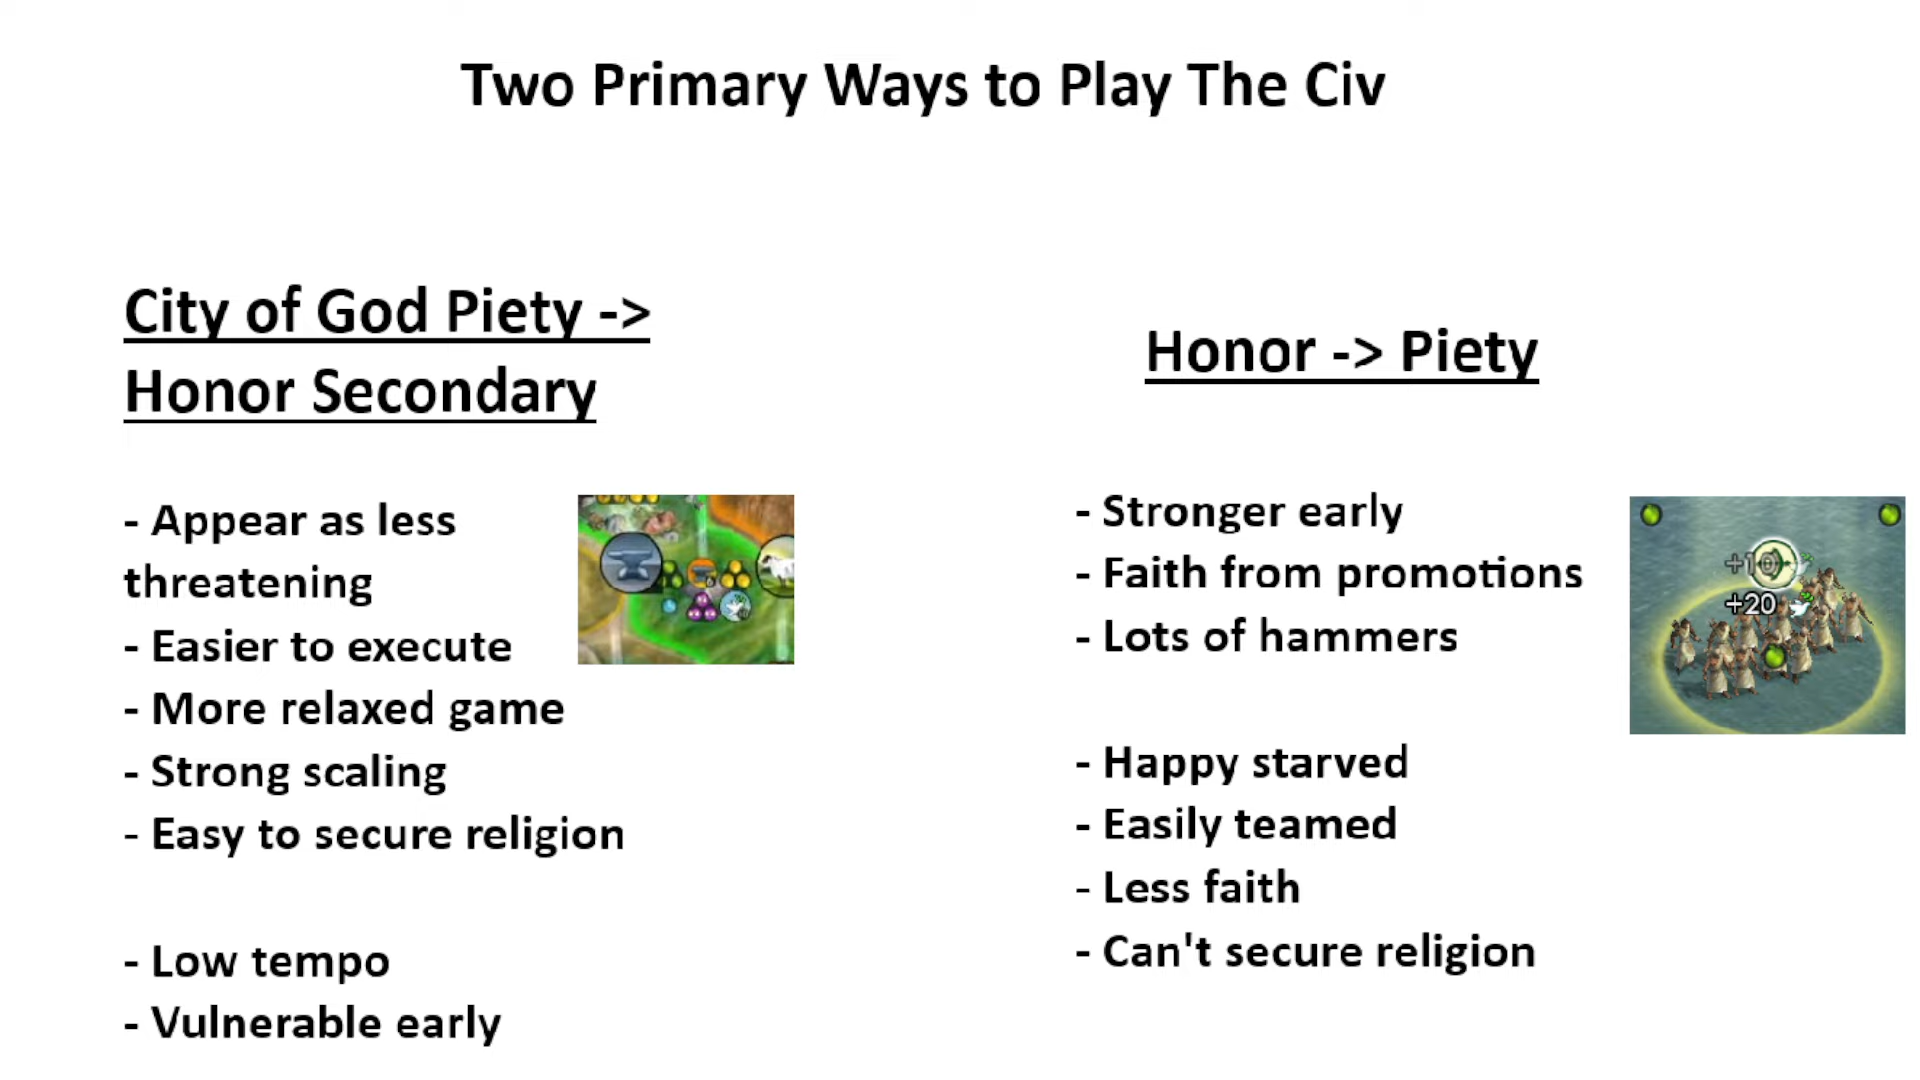 Two Primary Ways to Play The Civ
City of God Piety ->
Honor Secondary
- Appear as less
threatening
- Easier to execute
- More relaxed game
- Strong scaling
- Easy to secure religion
- Low tempo
- Vulnerable early
Honor -> Piety
- Stronger early
- Faith from promotions
- Lots of hammers
- Happy starved
- Easily teamed
- Less faith
- Can't secure religion
+10
+20